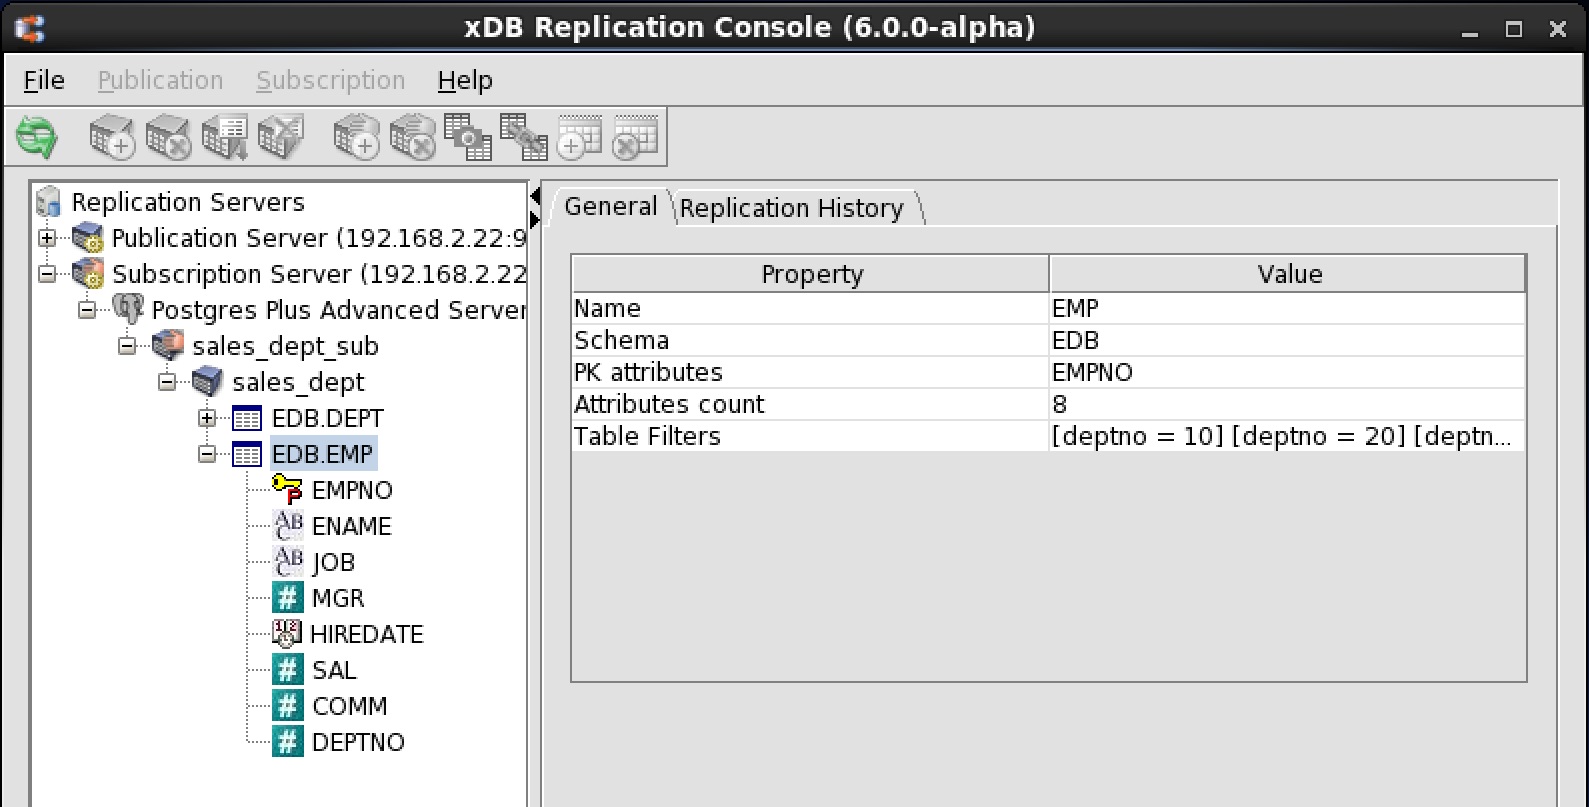 xDB Replication Console (6.0.0-alpha)
File Publication Subscription Help
Replication Servers
Publication Server (192.168.2.22:9
Subscription Server (192.168.2.22
Postgres Plus Advanced Server
sales_dept_sub
sales_dept
EDB.DEPT
EDB.EMP
EMPNO
ENAME
JOB
MGR
HIREDATE
SAL
COMM
DEPTNO
General Replication History
Property Value
Name EMP
Schema EDB
PK attributes EMPNO
Attributes count 8
Table Filters [deptno = 10] [deptno = 20] [deptn...